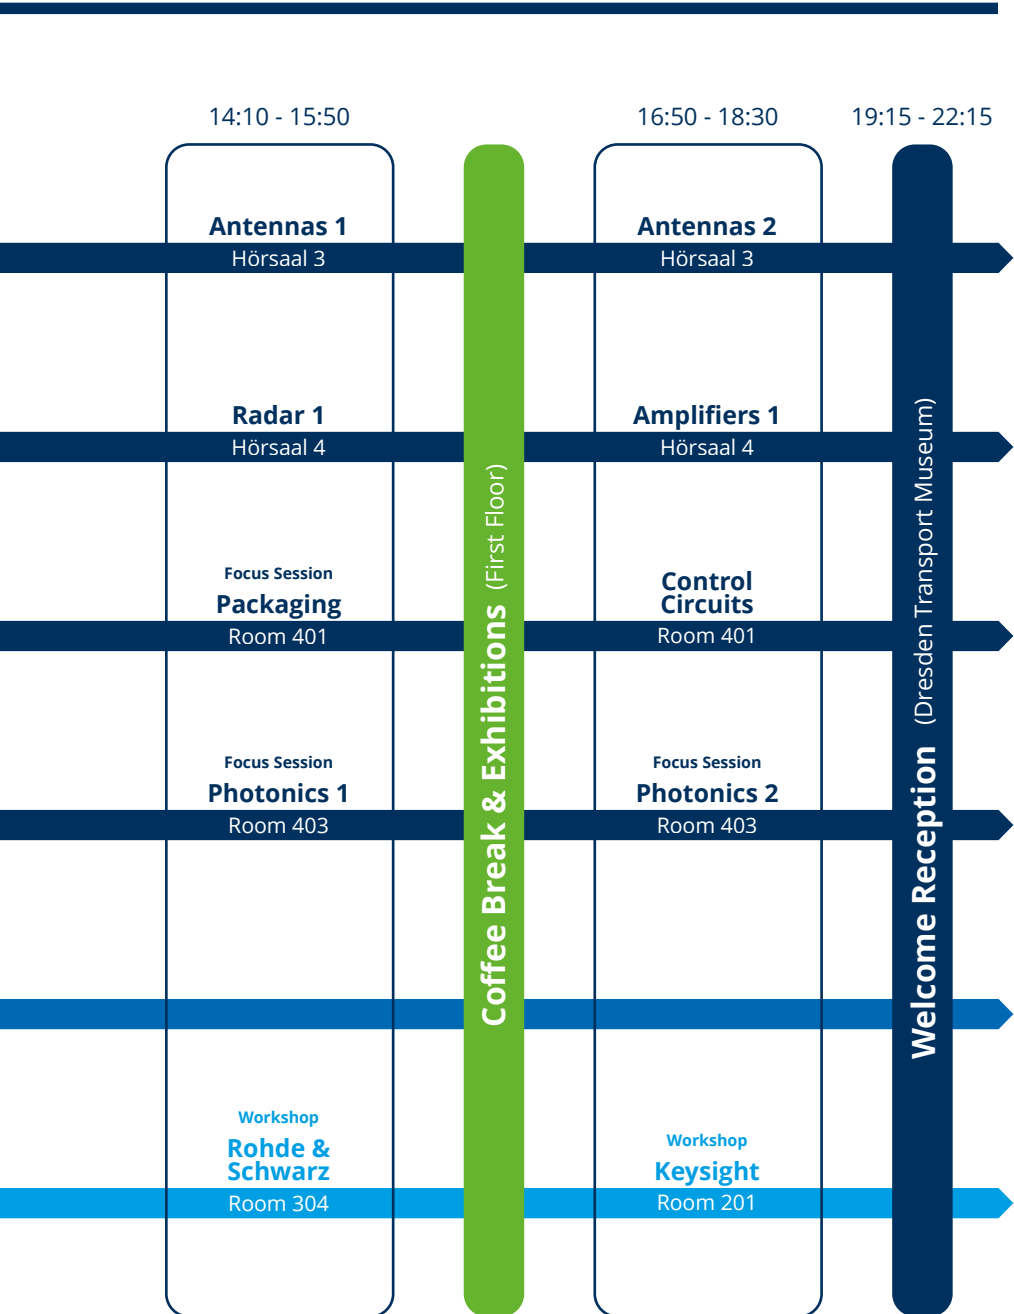 14:10 - 15:50
16:50 - 18:30
19:15 - 22:15
Antennas 1
Hörsaal 3
Radar 1
Hörsaal 4
Focus Session
Packaging
Room 401
Focus Session
Photonics 1
Room 403
Workshop
Rohde &
Schwarz
Room 304
Coffee Break & Exhibitions (First Floor)
Antennas 2
Hörsaal 3
Amplifiers 1
Hörsaal 4
Control
Circuits
Room 401
Focus Session
Photonics 2
Room 403
Workshop
Keysight
Room 201
Welcome Reception (Dresden Transport Museum)